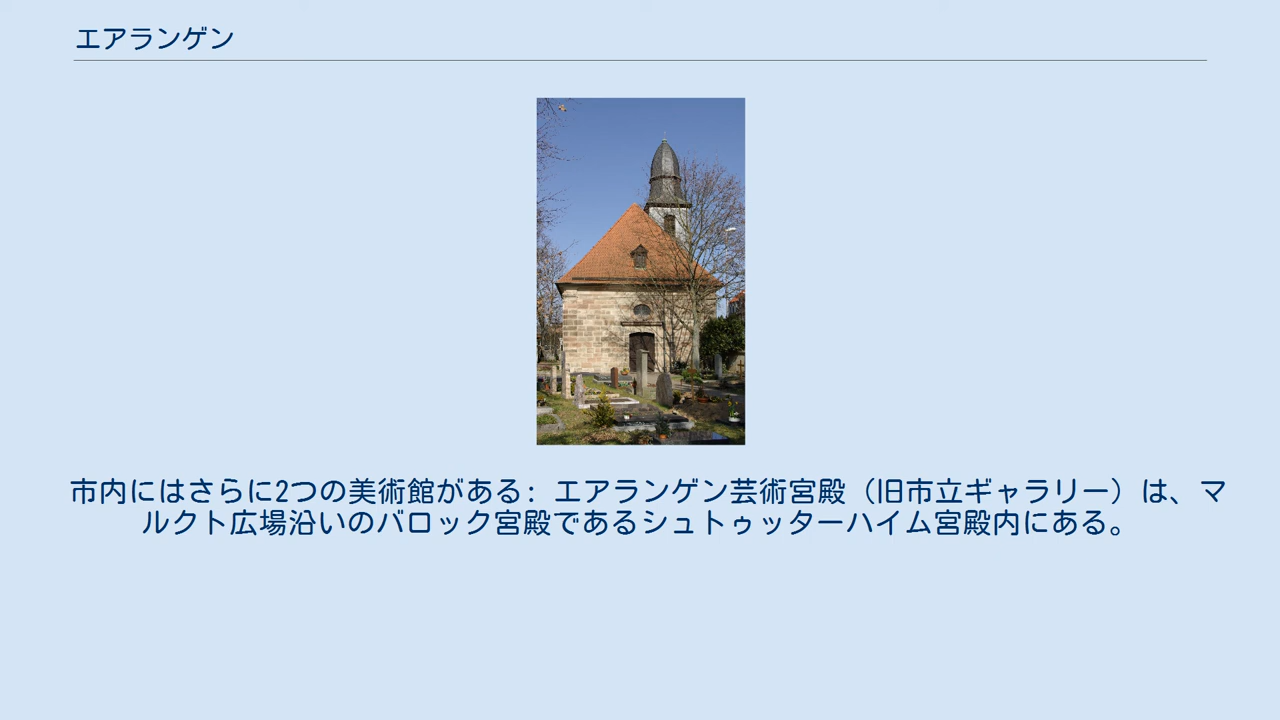 エアランゲン
市内にはさらに2つの美術館がある: エアランゲン芸術宮殿（旧市立ギャラリー）は、マ
ルクト広場沿いのバロック宮殿であるシュトゥッターハイム宮殿内にある。